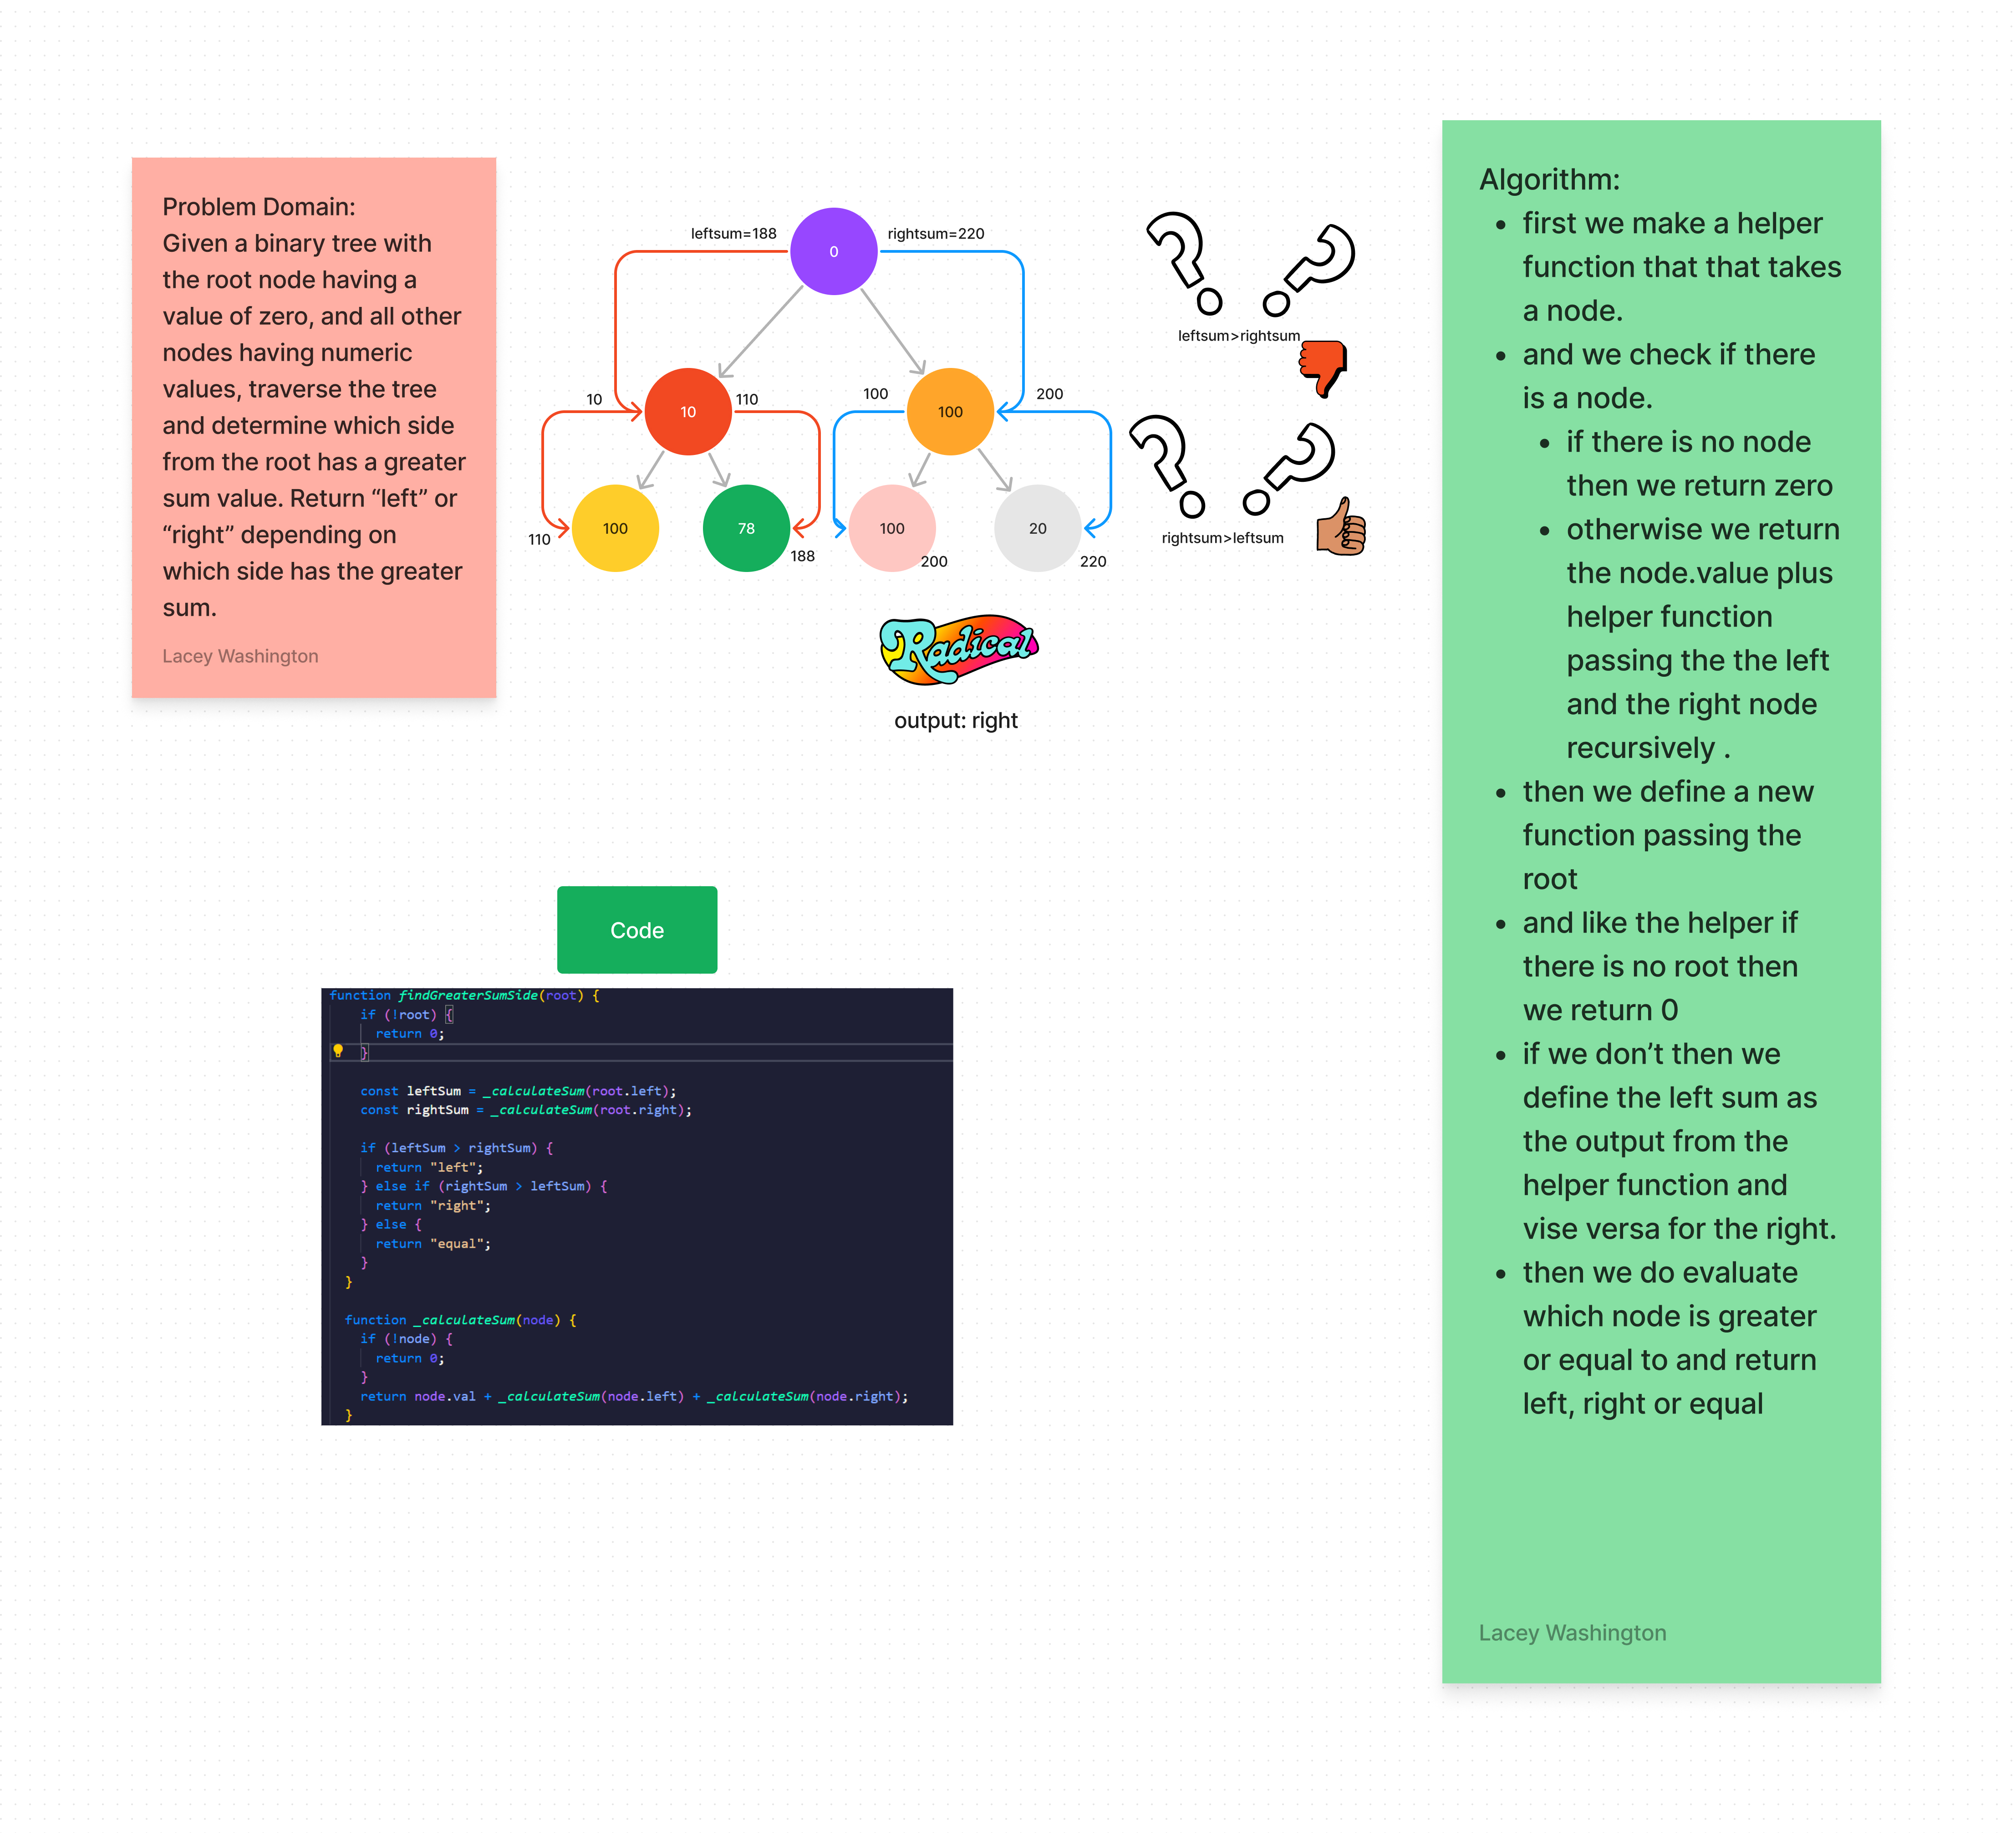 Problem Domain:
Given a binary tree with
the root node having a
value of zero, and all other
nodes having numeric
values, traverse the tree
and determine which side
from the root has a greater
sum value. Return “left” or
“right” depending on
which side has the greater
sum.
Lacey Washington
leftsum=188
0
rightsum=220
10
10
110
100
100
200
110
100
78
188
100
200
20
220
leftsum>rightsum
rightsum>leftsum
Radical
output: right
Code
function findGreaterSumSide(root) {
if (!root) {
return 0;
}
const leftSum = _calculateSum(root.left);
const rightSum = _calculateSum(root.right);
if (leftSum > rightSum) {
return "left";
} else if (rightSum > leftSum) {
return "right";
} else {
return "equal";
}
}
function _calculateSum(node) {
if (!node) {
return 0;
}
return node.val + _calculateSum(node.left) + _calculateSum(node.right);
}
Algorithm:
• first we make a helper
function that that takes
a node.
• and we check if there
is a node.
• if there is no node
then we return zero
• otherwise we return
the node.value plus
helper function
passing the the left
and the right node
recursively .
• then we define a new
function passing the
root
• and like the helper if
there is no root then
we return 0
• if we don’t then we
define the left sum as
the output from the
helper function and
vise versa for the right.
• then we do evaluate
which node is greater
or equal to and return
left, right or equal
Lacey Washington